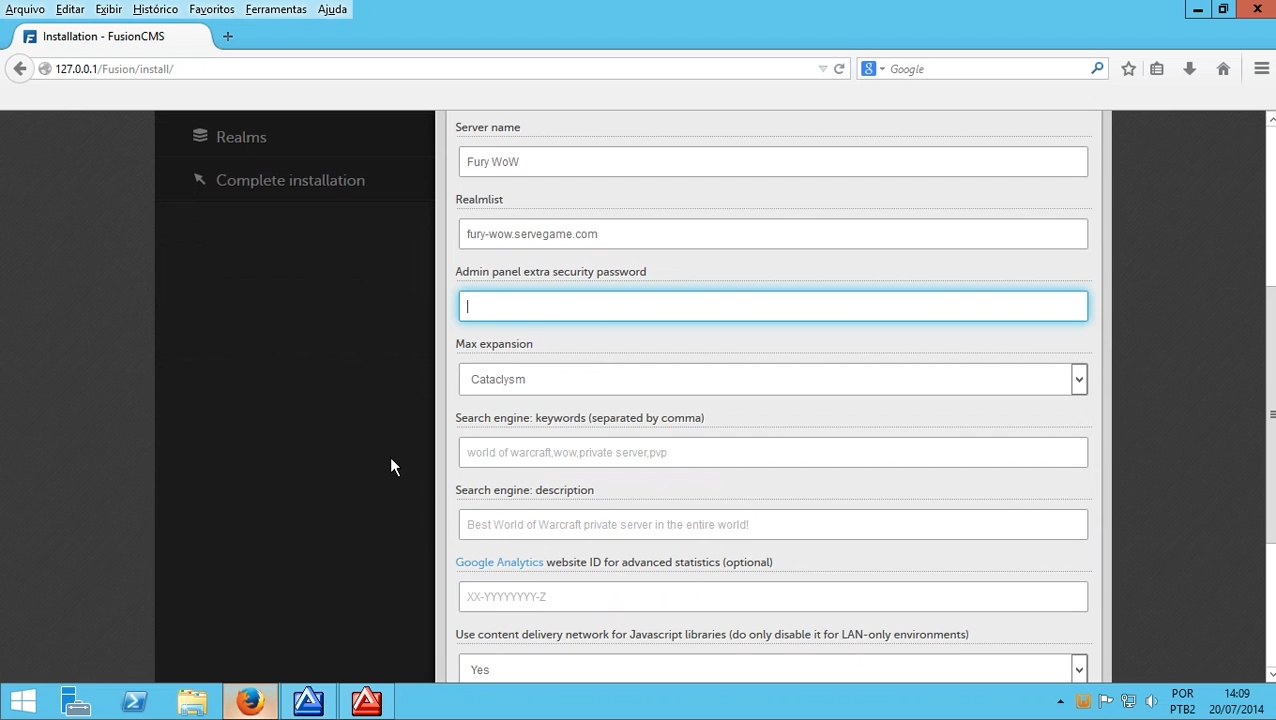 Arquivo Editar Exibir Histórico Favoritos Ferramentas Ajuda
Installation - FusionCMS
127.0.0.1/Fusion/install/
Google
Realms
Complete installation
Server name
Fury WoW
Realmlist
fury-wow.servegame.com
Admin panel extra security password
Max expansion
Cataclysm
Search engine: keywords (separated by comma)
world of warcraft,wow,private server,pvp
Search engine: description
Best World of Warcraft private server in the entire world!
Google Analytics website ID for advanced statistics (optional)
XX-YYYYYYYY-Z
Use content delivery network for Javascript libraries (do only disable it for LAN-only environments)
Yes
POR 14:09
PTB2 20/07/2014